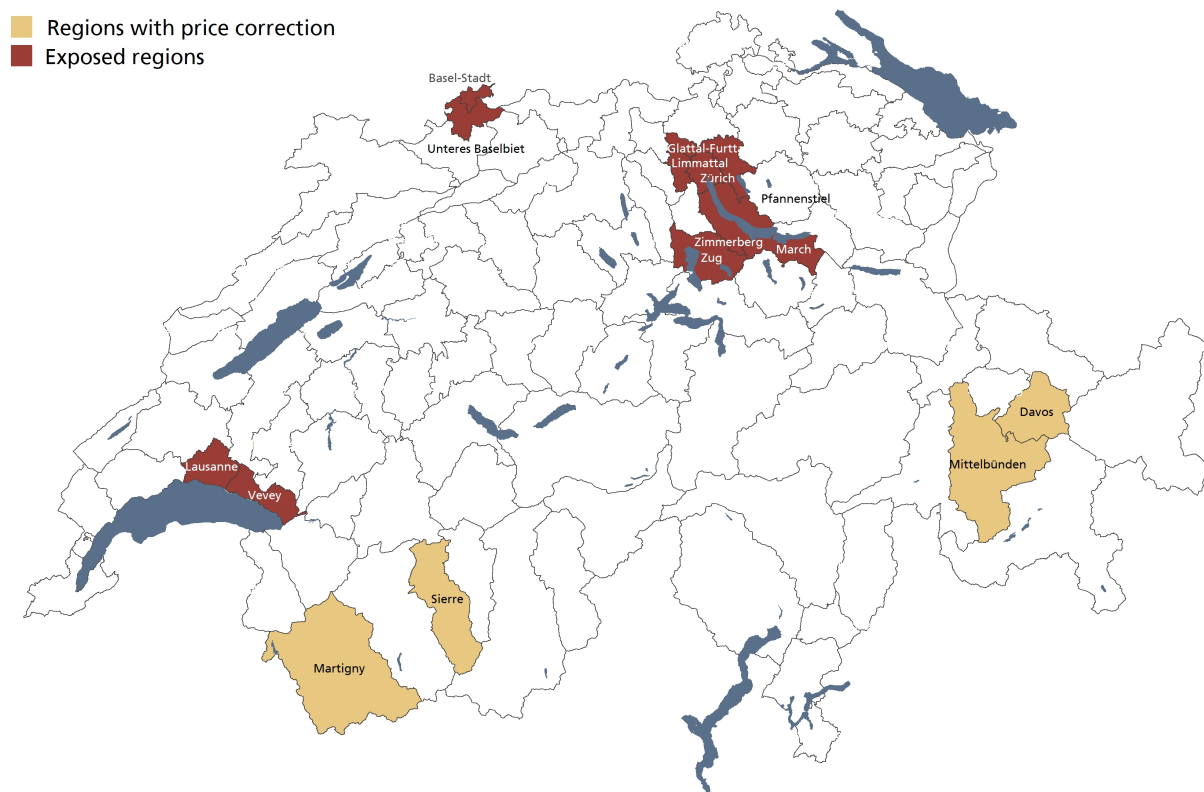 Regions with price correction
Exposed regions
Basel-Stadt
Unteres Baselbiet
Glattal-Furtta
Limmattal
Zürich
Pfannenstiel
Zimmerberg
March
Zug
Davos
Mittelbünden
Lausanne
Vevey
Sierre
Martigny